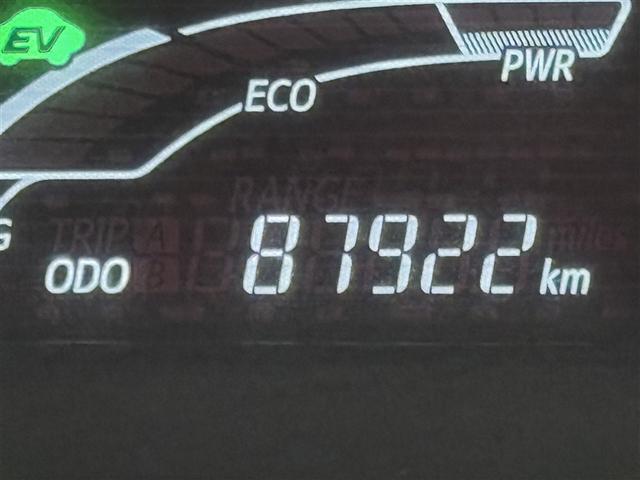 EV
PWR
ECO
RANGE
TRIP A
miles
ODO B 87922 km